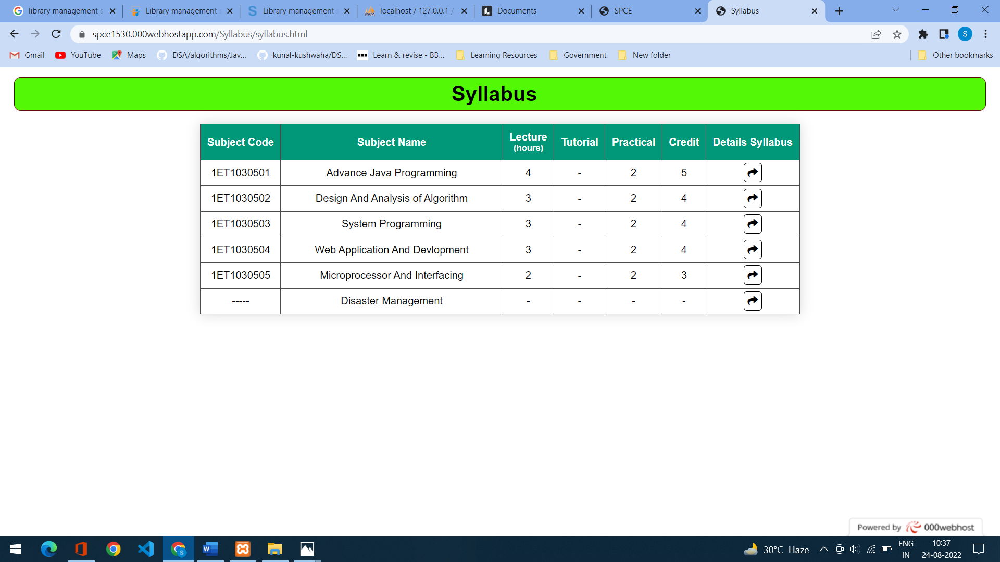 library management s
Library management s
Library management s
localhost / 127.0.0.1 /
Documents
SPCE
Syllabus
spce1530.000webhostapp.com/Syllabus/syllabus.html
S
Gmail
YouTube
Maps
DSA/algorithms/Jav...
kunal-kushwaha/DS...
Learn & revise - BB...
Learning Resources
Government
New folder
Other bookmarks
Syllabus
Subject Code Subject Name Lecture (hours) Tutorial Practical Credit Details Syllabus
1ET1030501 Advance Java Programming 4 - 2 5
1ET1030502 Design And Analysis of Algorithm 3 - 2 4
1ET1030503 System Programming 3 - 2 4
1ET1030504 Web Application And Devlopment 3 - 2 4
1ET1030505 Microprocessor And Interfacing 2 - 2 3
----- Disaster Management - - - -
Powered by 000webhost
30°C Haze
ENG
IN
10:37
24-08-2022